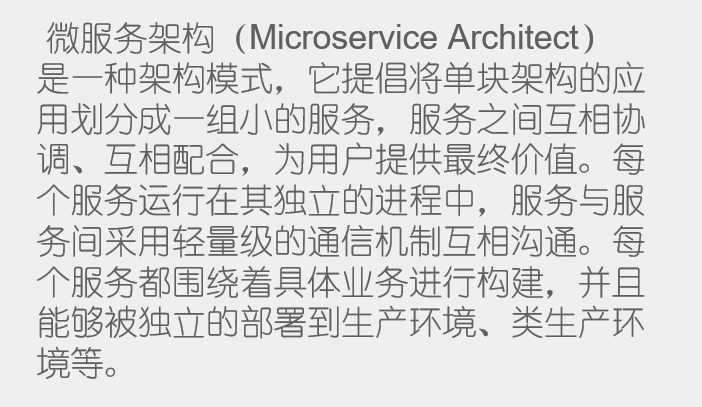 微服务架构（Microservice Architect）
是一种架构模式，它提倡将单块架构的应
用划分成一组小的服务，服务之间互相协
调、互相配合，为用户提供最终价值。每
个服务运行在其独立的进程中，服务与服
务间采用轻量级的通信机制互相沟通。每
个服务都围绕着具体业务进行构建，并且
能够被独立的部署到生产环境、类生产环
境等。